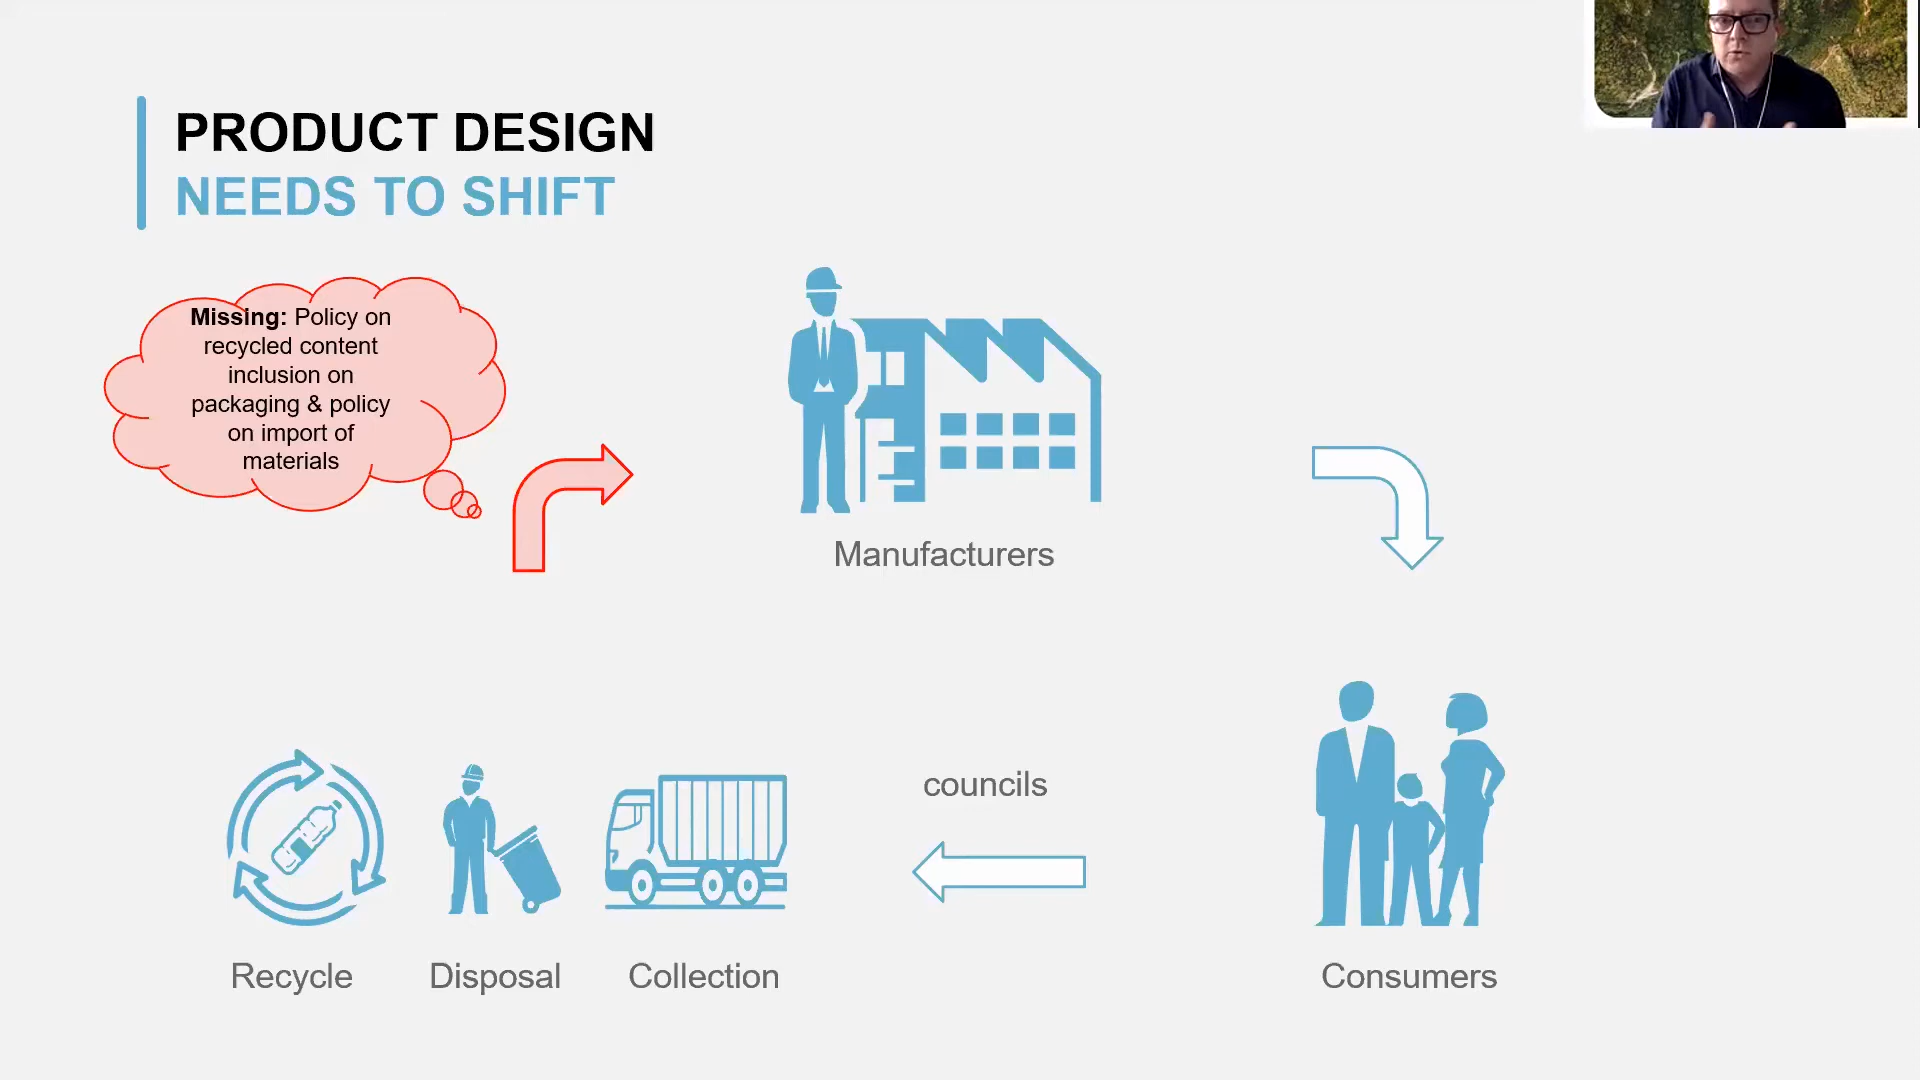 PRODUCT DESIGN
NEEDS TO SHIFT
Missing: Policy on
recycled content
inclusion on
packaging & policy
on import of
materials
Manufacturers
councils
Recycle
Disposal
Collection
Consumers